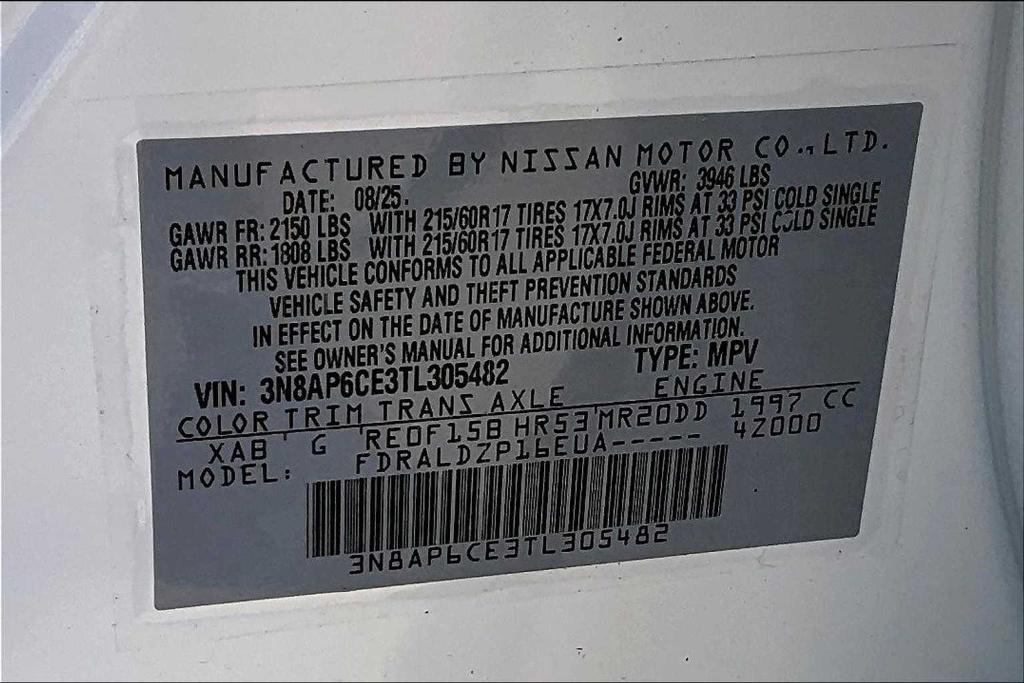 MANUFACTURED BY NISSAN MOTOR CO., LTD.
DATE: 08/25. GVWR: 3946 LBS
GAWR FR: 2150 LBS WITH 215/60R17 TIRES 17X7.0J RIMS AT 33 PSI COLD SINGLE
GAWR RR: 1808 LBS WITH 215/60R17 TIRES 17X7.0J RIMS AT 33 PSI COLD SINGLE
THIS VEHICLE CONFORMS TO ALL APPLICABLE FEDERAL MOTOR
VEHICLE SAFETY AND THEFT PREVENTION STANDARDS
IN EFFECT ON THE DATE OF MANUFACTURE SHOWN ABOVE.
SEE OWNER'S MANUAL FOR ADDITIONAL INFORMATION.
VIN: 3N8AP6CE3TL305482 TYPE: MPV
COLOR TRIM TRANS AXLE ENGINE
XAB G RE0F15B HR53 MR20DD 1997 CC
MODEL: FDRALDZP16EUA----- 4Z000
3N8AP6CE3TL305482